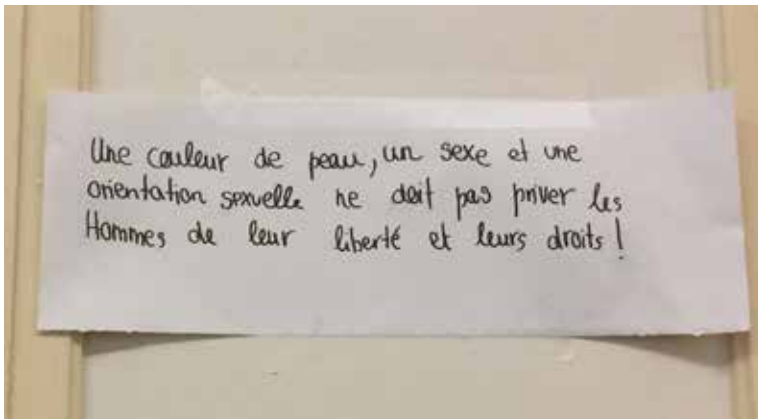 Une couleur de peau, un sexe et une
orientation sexuelle ne doit pas priver les
Hommes de leur liberté et leurs droits !